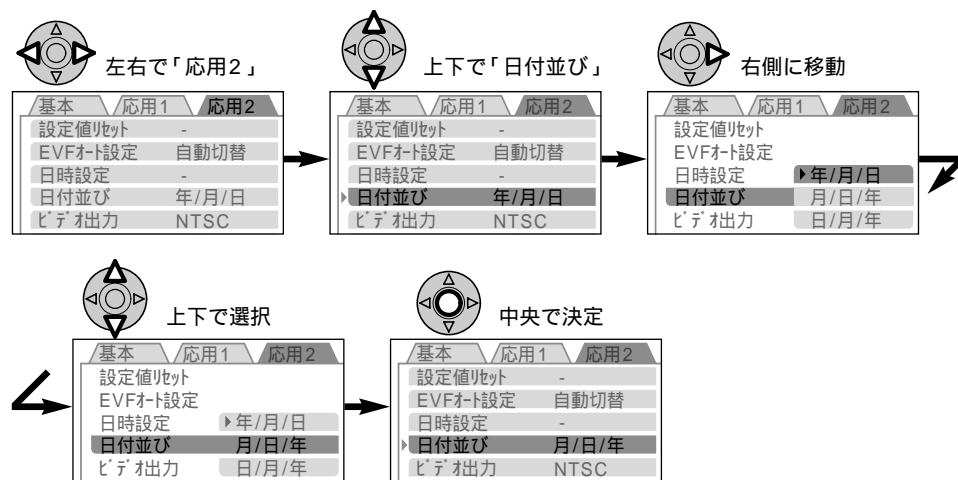 左右で「応用2」
基本 応用1 応用2
設定値ﾘｾｯﾄ -
EVFｵｰﾄ設定 自動切替
日時設定 -
日付並び 年/月/日
ﾋﾞﾃﾞｵ出力 NTSC
上下で「日付並び」
基本 応用1 応用2
設定値ﾘｾｯﾄ -
EVFｵｰﾄ設定 自動切替
日時設定 -
日付並び 年/月/日
ﾋﾞﾃﾞｵ出力 NTSC
右側に移動
基本 応用1 応用2
設定値ﾘｾｯﾄ
EVFｵｰﾄ設定
日時設定 年/月/日
日付並び 月/日/年
ﾋﾞﾃﾞｵ出力 日/月/年
上下で選択
基本 応用1 応用2
設定値ﾘｾｯﾄ
EVFｵｰﾄ設定
日時設定 年/月/日
日付並び 月/日/年
ﾋﾞﾃﾞｵ出力 日/月/年
中央で決定
基本 応用1 応用2
設定値ﾘｾｯﾄ -
EVFｵｰﾄ設定 自動切替
日時設定 -
日付並び 月/日/年
ﾋﾞﾃﾞｵ出力 NTSC